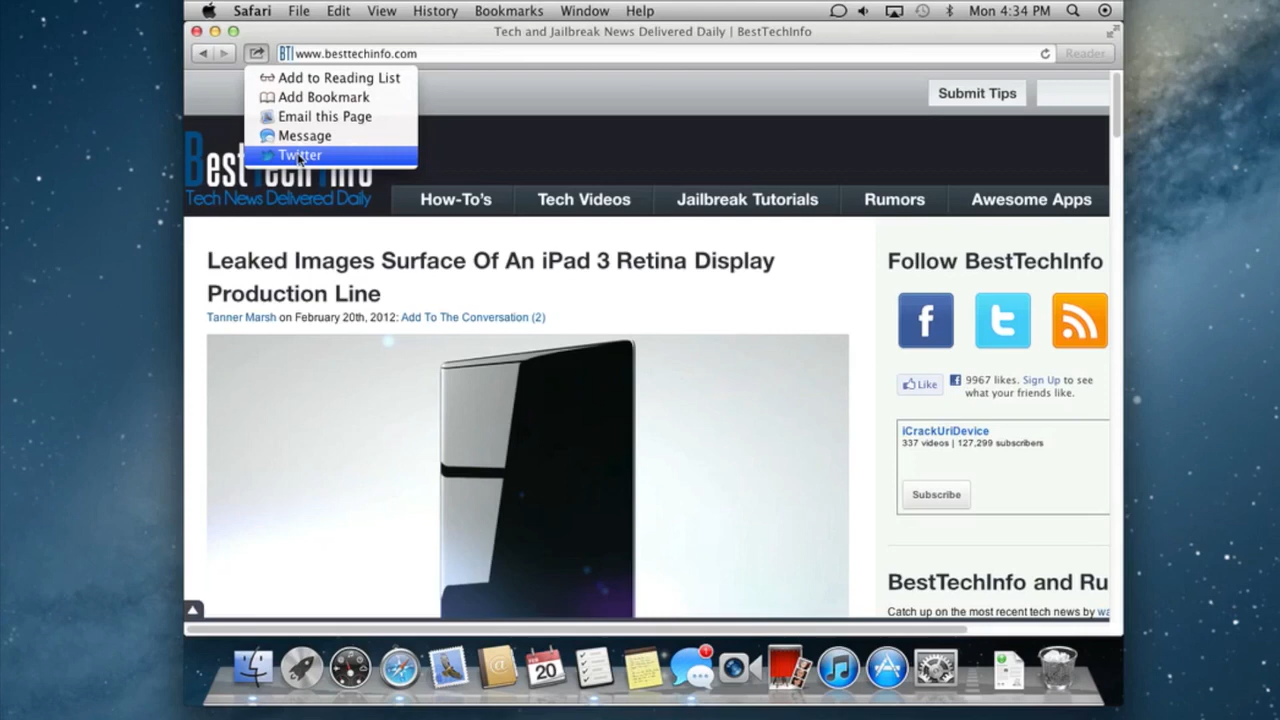 Safari File Edit View History Bookmarks Window Help Mon 4:34 PM
Tech and Jailbreak News Delivered Daily | BestTechInfo
BTI www.besttechinfo.com Reader
Add to Reading List
Add Bookmark
Email this Page
Message
Twitter
Submit Tips
BestTechInfo
Tech News Delivered Daily
How-To's Tech Videos Jailbreak Tutorials Rumors Awesome Apps
Leaked Images Surface Of An iPad 3 Retina Display
Production Line
Tanner Marsh on February 20th, 2012: Add To The Conversation (2)
Follow BestTechInfo
Like 9967 likes. Sign Up to see
what your friends like.
iCrackUriDevice
337 videos | 127,299 subscribers
Subscribe
BestTechInfo and Ru
Catch up on the most recent tech news by wa
FEB
20
1